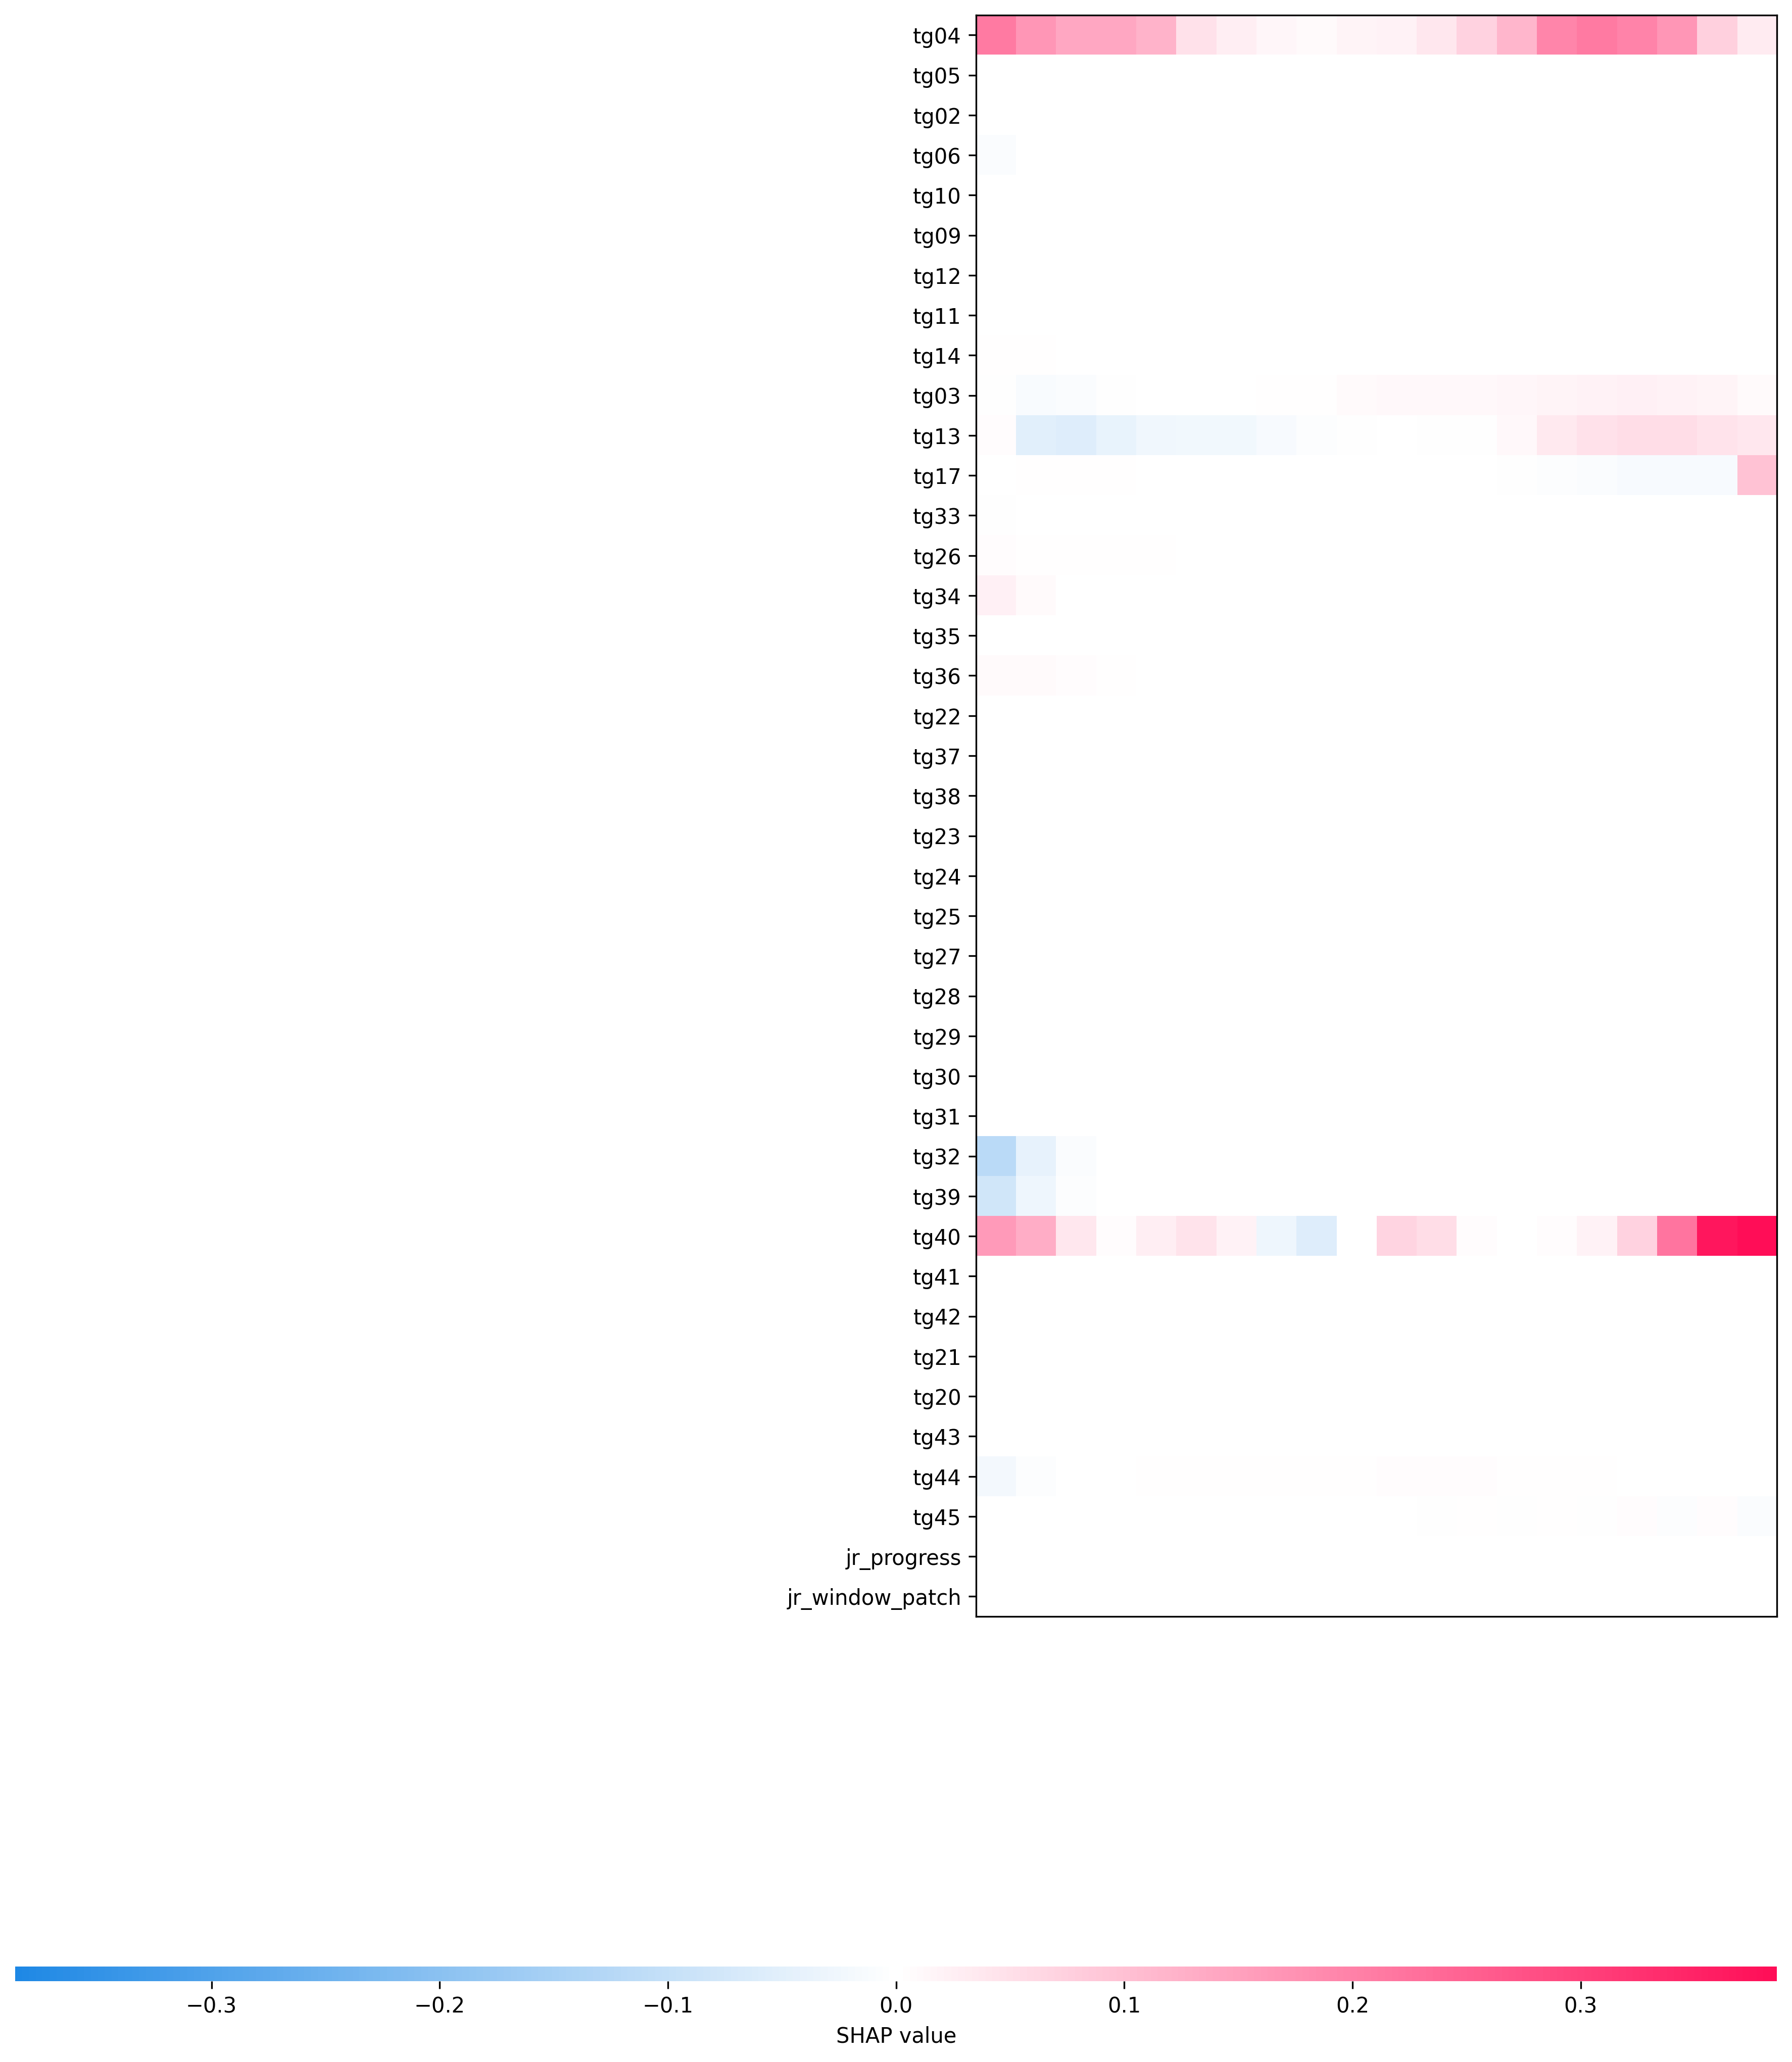 tg04
tg05
tg02
tg06
tg10
tg09
tg12
tg11
tg14
tg03
tg13
tg17
tg33
tg26
tg34
tg35
tg36
tg22
tg37
tg38
tg23
tg24
tg25
tg27
tg28
tg29
tg30
tg31
tg32
tg39
tg40
tg41
tg42
tg21
tg20
tg43
tg44
tg45
jr_progress
jr_window_patch
−0.3 −0.2 −0.1 0.0 0.1 0.2 0.3
SHAP value